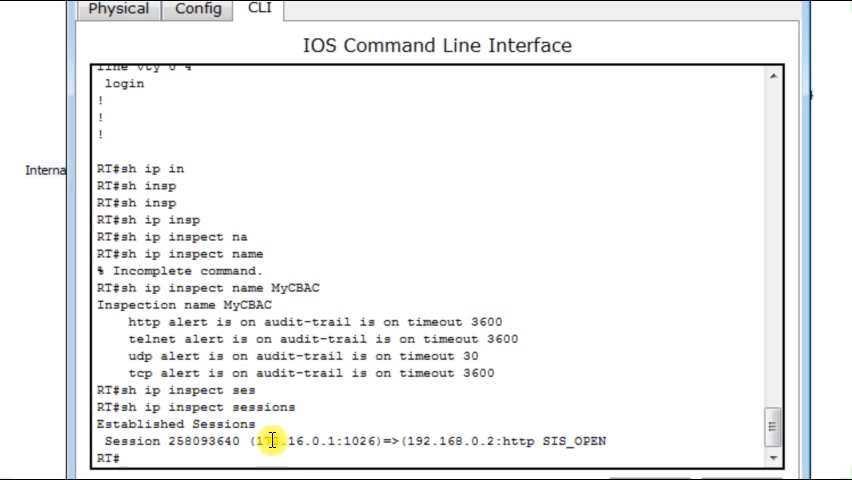 Physical Config CLI
IOS Command Line Interface
line vty 0 4
login
!
!
!
RT#sh ip in
RT#sh insp
RT#sh insp
RT#sh ip insp
RT#sh ip inspect na
RT#sh ip inspect name
% Incomplete command.
RT#sh ip inspect name MyCBAC
Inspection name MyCBAC
http alert is on audit-trail is on timeout 3600
telnet alert is on audit-trail is on timeout 3600
udp alert is on audit-trail is on timeout 30
tcp alert is on audit-trail is on timeout 3600
RT#sh ip inspect ses
RT#sh ip inspect sessions
Established Sessions
Session 258093640 (172.16.0.1:1026)=>(192.168.0.2:http SIS_OPEN
RT#
Interna